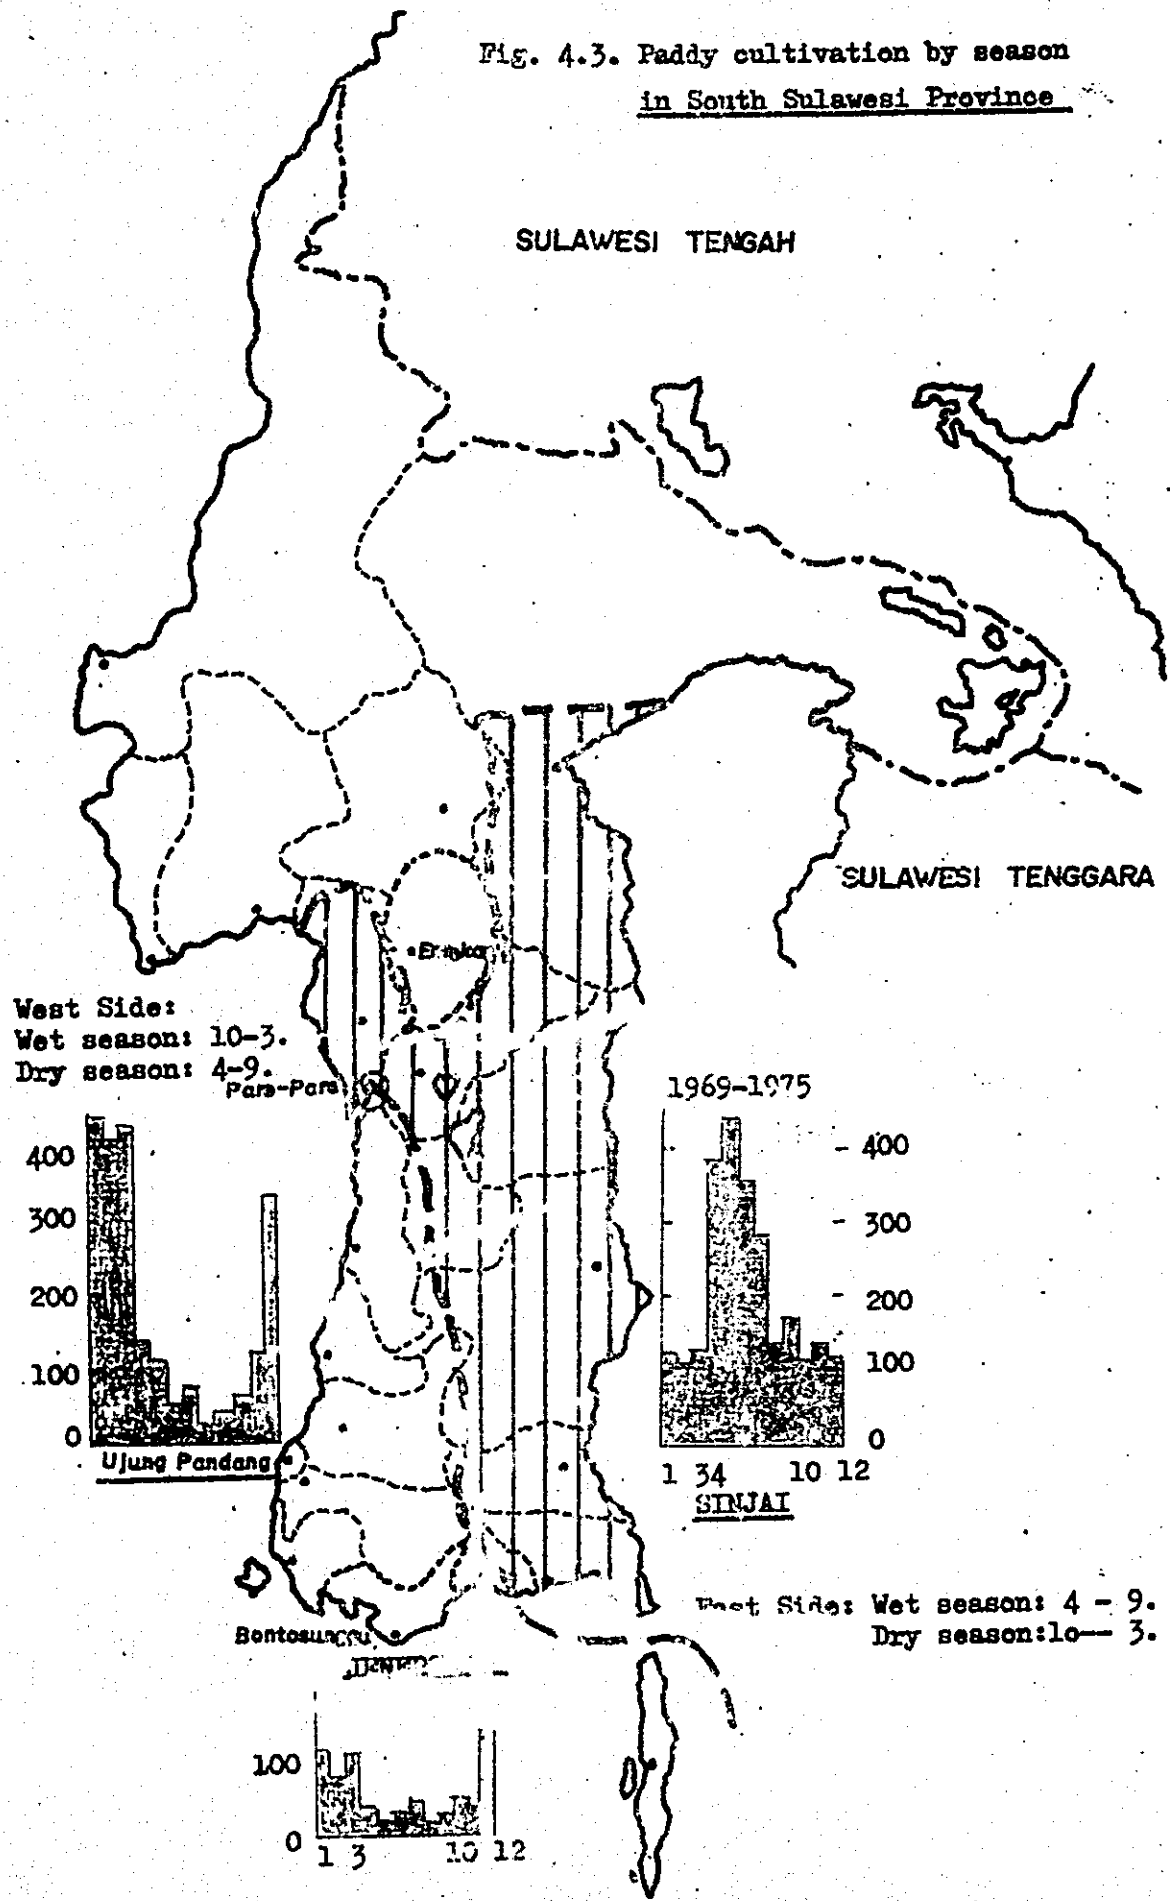 Fig. 4.3. Paddy cultivation by season
in South Sulawesi Province
SULAWESI TENGAH
SULAWESI TENGGARA
West Side:
Wet season: 10-3.
Dry season: 4-9.
Pare-Pare
1969-1975
400
300
200
100
0
Ujung Pandang
400
300
200
100
0
1 34 10 12
SINJAI
Side: Wet season: 4 - 9.
Dry season:10-- 3.
100
0
1 3 10 12